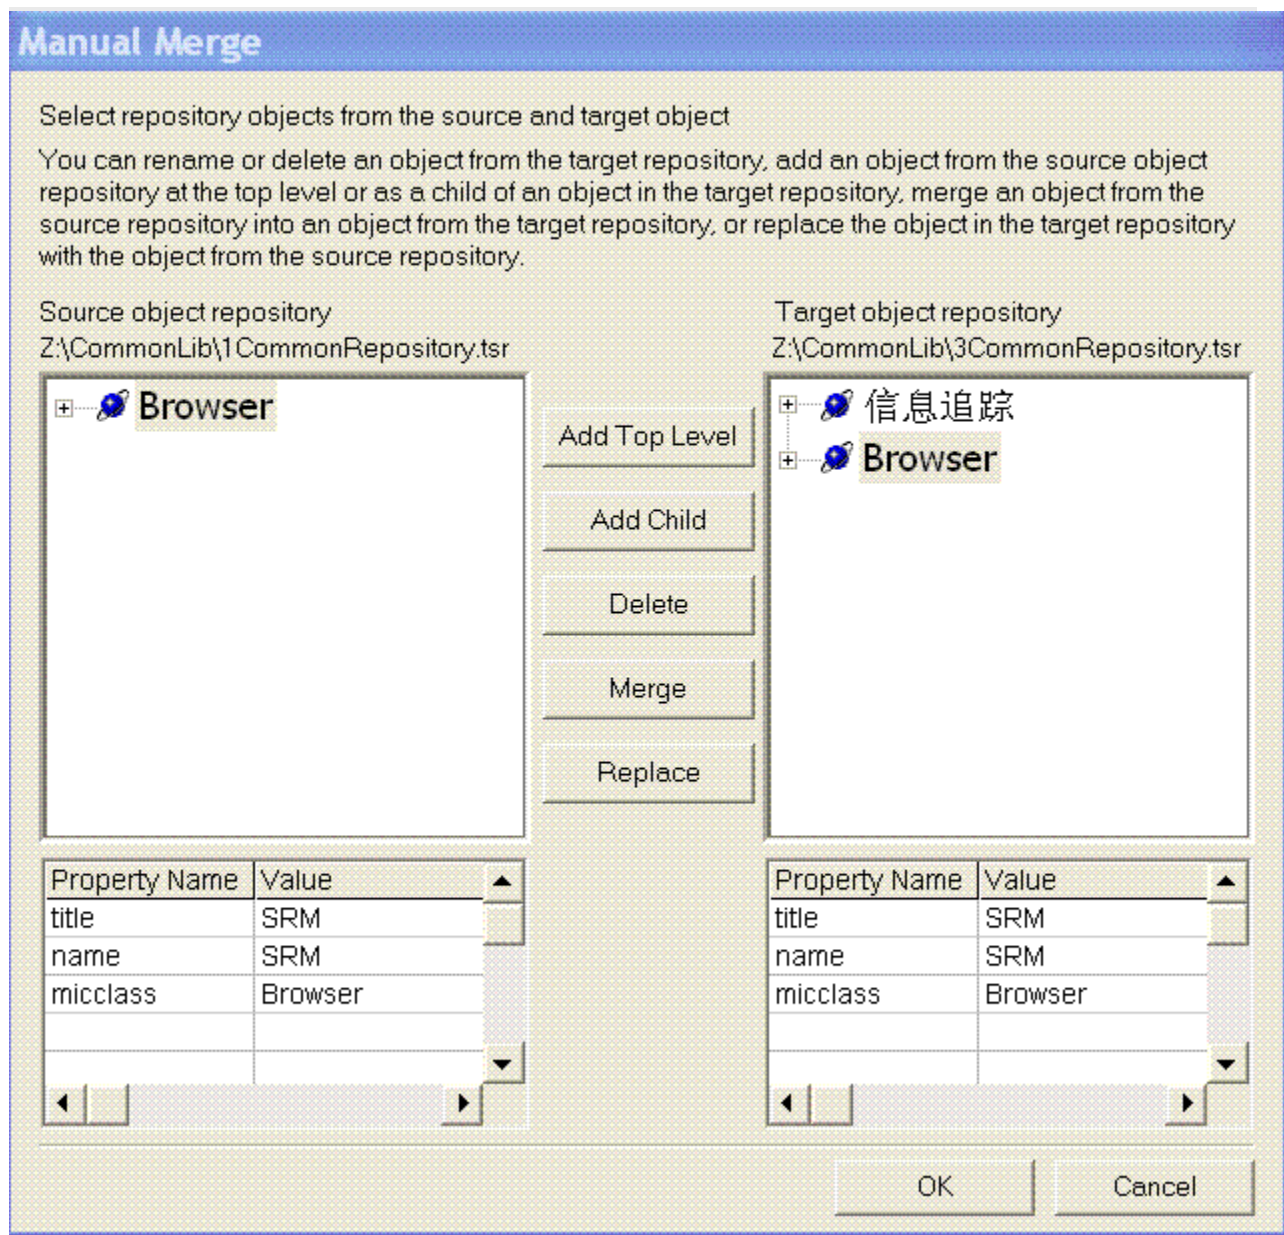 Manual Merge
Select repository objects from the source and target object
You can rename or delete an object from the target repository, add an object from the source object
repository at the top level or as a child of an object in the target repository, merge an object from the
source repository into an object from the target repository, or replace the object in the target repository
with the object from the source repository.
Source object repository
Z:\CommonLib\1CommonRepository.tsr
Target object repository
Z:\CommonLib\3CommonRepository.tsr
Browser
Add Top Level
Add Child
Delete
Merge
Replace
信息追踪
Browser
Property Name Value
title SRM
name SRM
micclass Browser
Property Name Value
title SRM
name SRM
micclass Browser
OK
Cancel